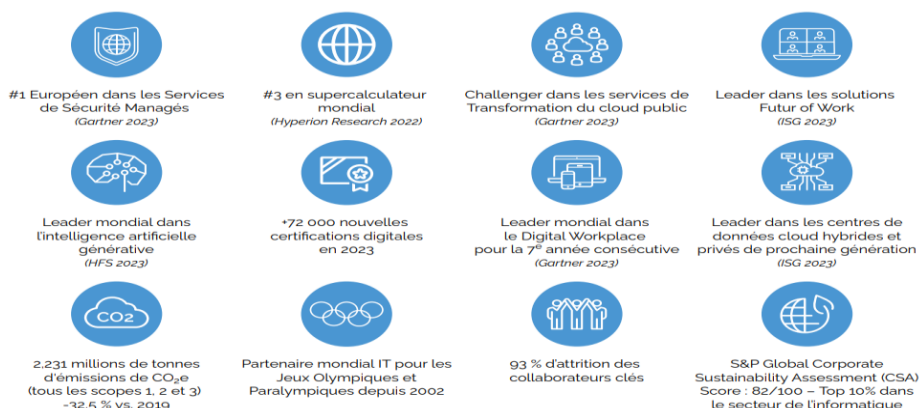 #1 Européen dans les Services
de Sécurité Managés
(Gartner 2023)
#3 en supercalculateur
mondial
(Hyperion Research 2022)
Challenger dans les services de
Transformation du cloud public
(Gartner 2023)
Leader dans les solutions
Futur of Work
(ISG 2023)
Leader mondial dans
l'intelligence artificielle
générative
(HFS 2023)
+72 000 nouvelles
certifications digitales
en 2023
Leader mondial dans
le Digital Workplace
pour la 7e année consécutive
(Gartner 2023)
Leader dans les centres de
données cloud hybrides et
privés de prochaine génération
(ISG 2023)
CO2
2,231 millions de tonnes
d'émissions de CO₂e
(tous les scopes 1, 2 et 3)
-32,5 % vs. 2019
Partenaire mondial IT pour les
Jeux Olympiques et
Paralympiques depuis 2002
93 % d'attrition des
collaborateurs clés
S&P Global Corporate
Sustainability Assessment (CSA)
Score : 82/100 – Top 10% dans
le secteur de l'informatique